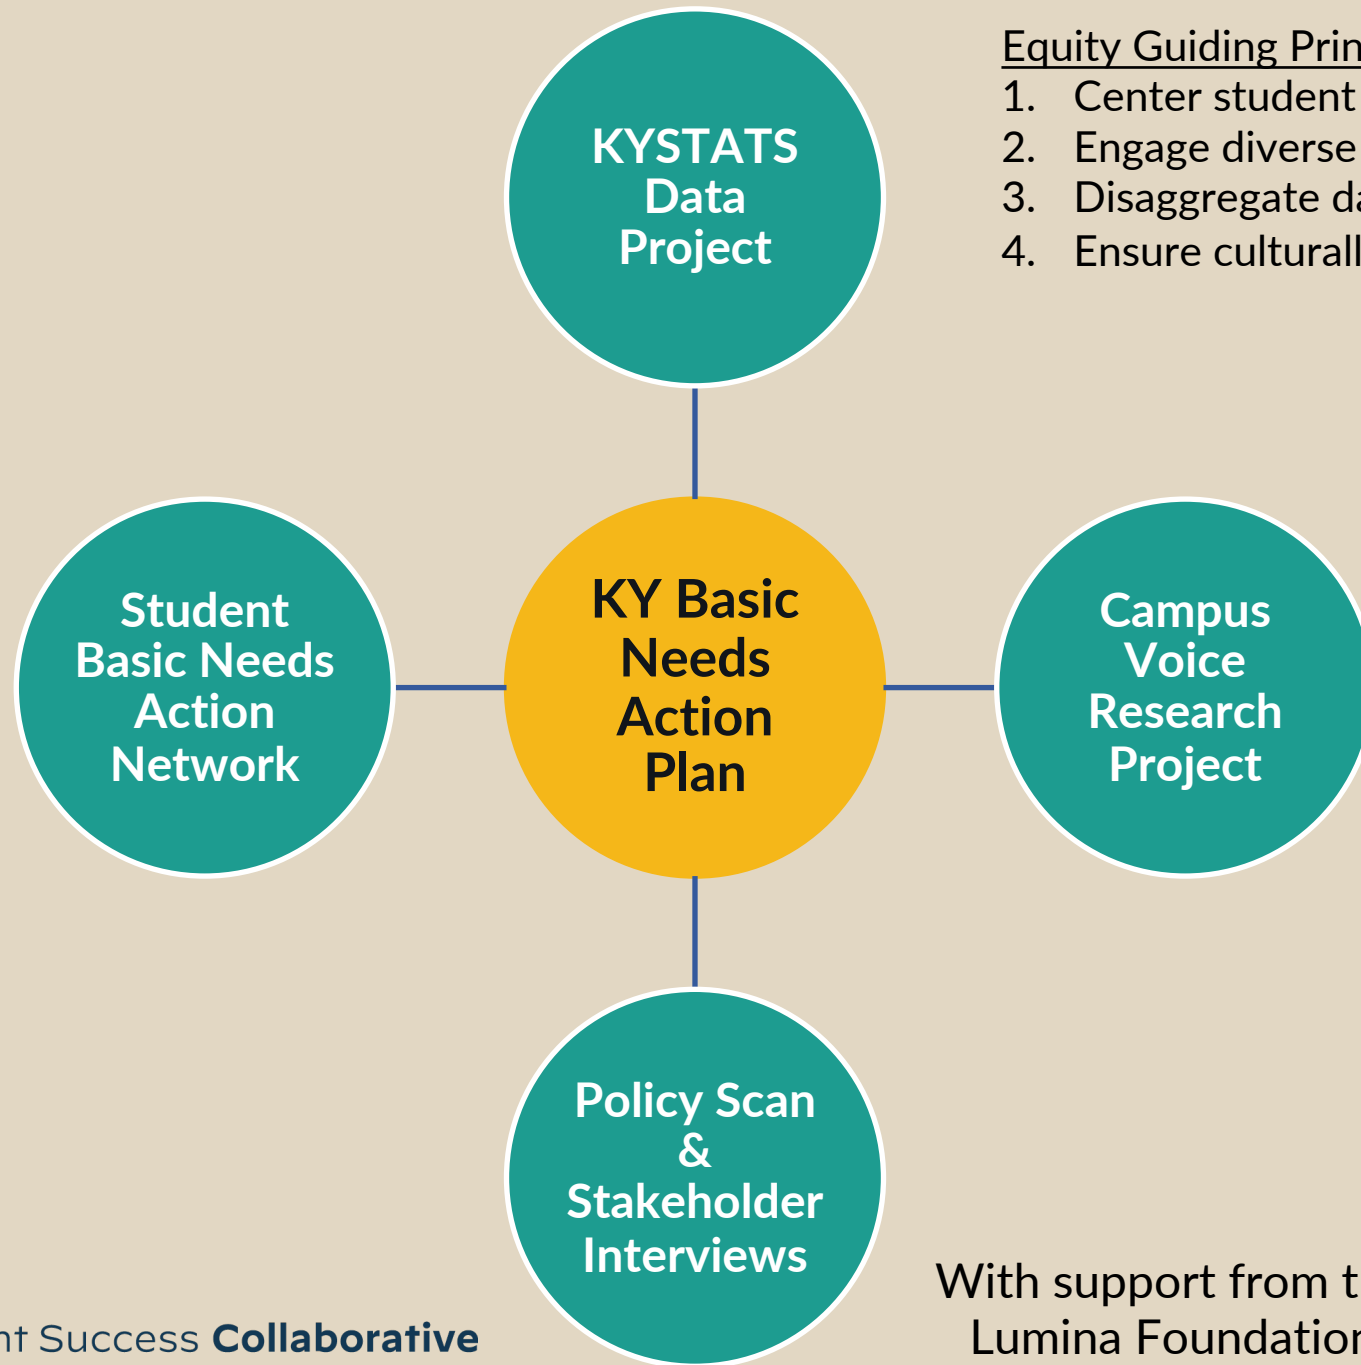 Equity Guiding Prin
1. Center student
2. Engage diverse
3. Disaggregate da
4. Ensure culturall
KYSTATS
Data
Project
Student
Basic Needs
Action
Network
KY Basic
Needs
Action
Plan
Campus
Voice
Research
Project
Policy Scan
&
Stakeholder
Interviews
With support from t
Lumina Foundation
nt Success Collaborative